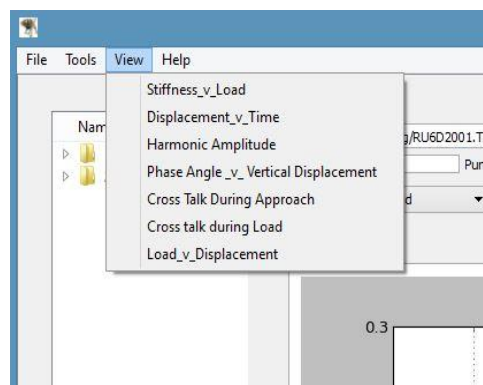 File Tools View Help
Stiffness_v_Load
Displacement_v_Time
Nam
Harmonic Amplitude
g/RU6D2001.T
Phase Angle _v_ Vertical Displacement
Pur
Cross Talk During Approach
d
Cross talk during Load
Load_v_Displacement
0.3